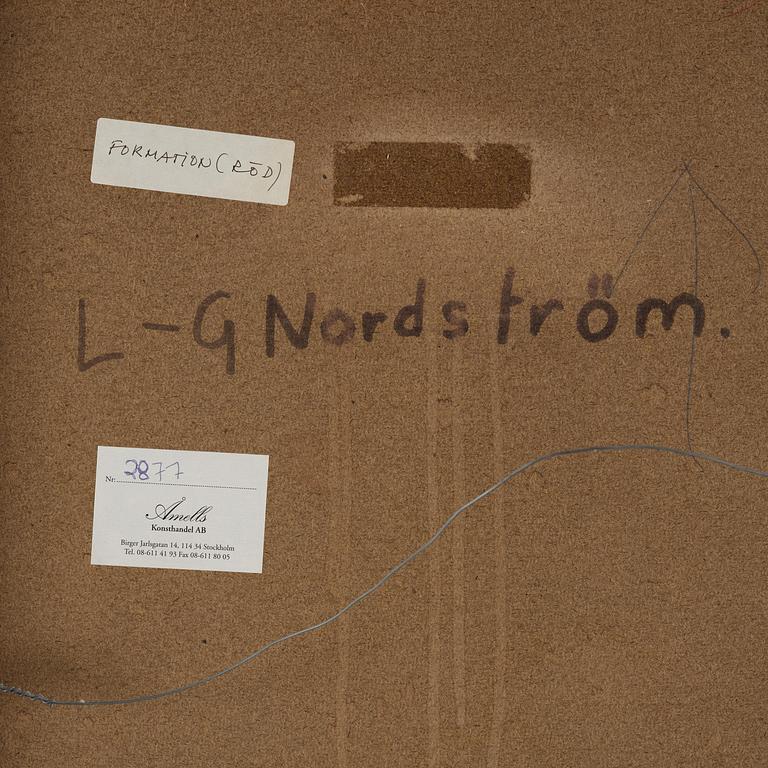 FORMATION (RÖD)
L-G Nordström.
Nr. 2877
Åmells
Konsthandel AB
Birger Jarlsgatan 14, 114 34 Stockholm
Tel. 08-611 41 93 Fax 08-611 80 05